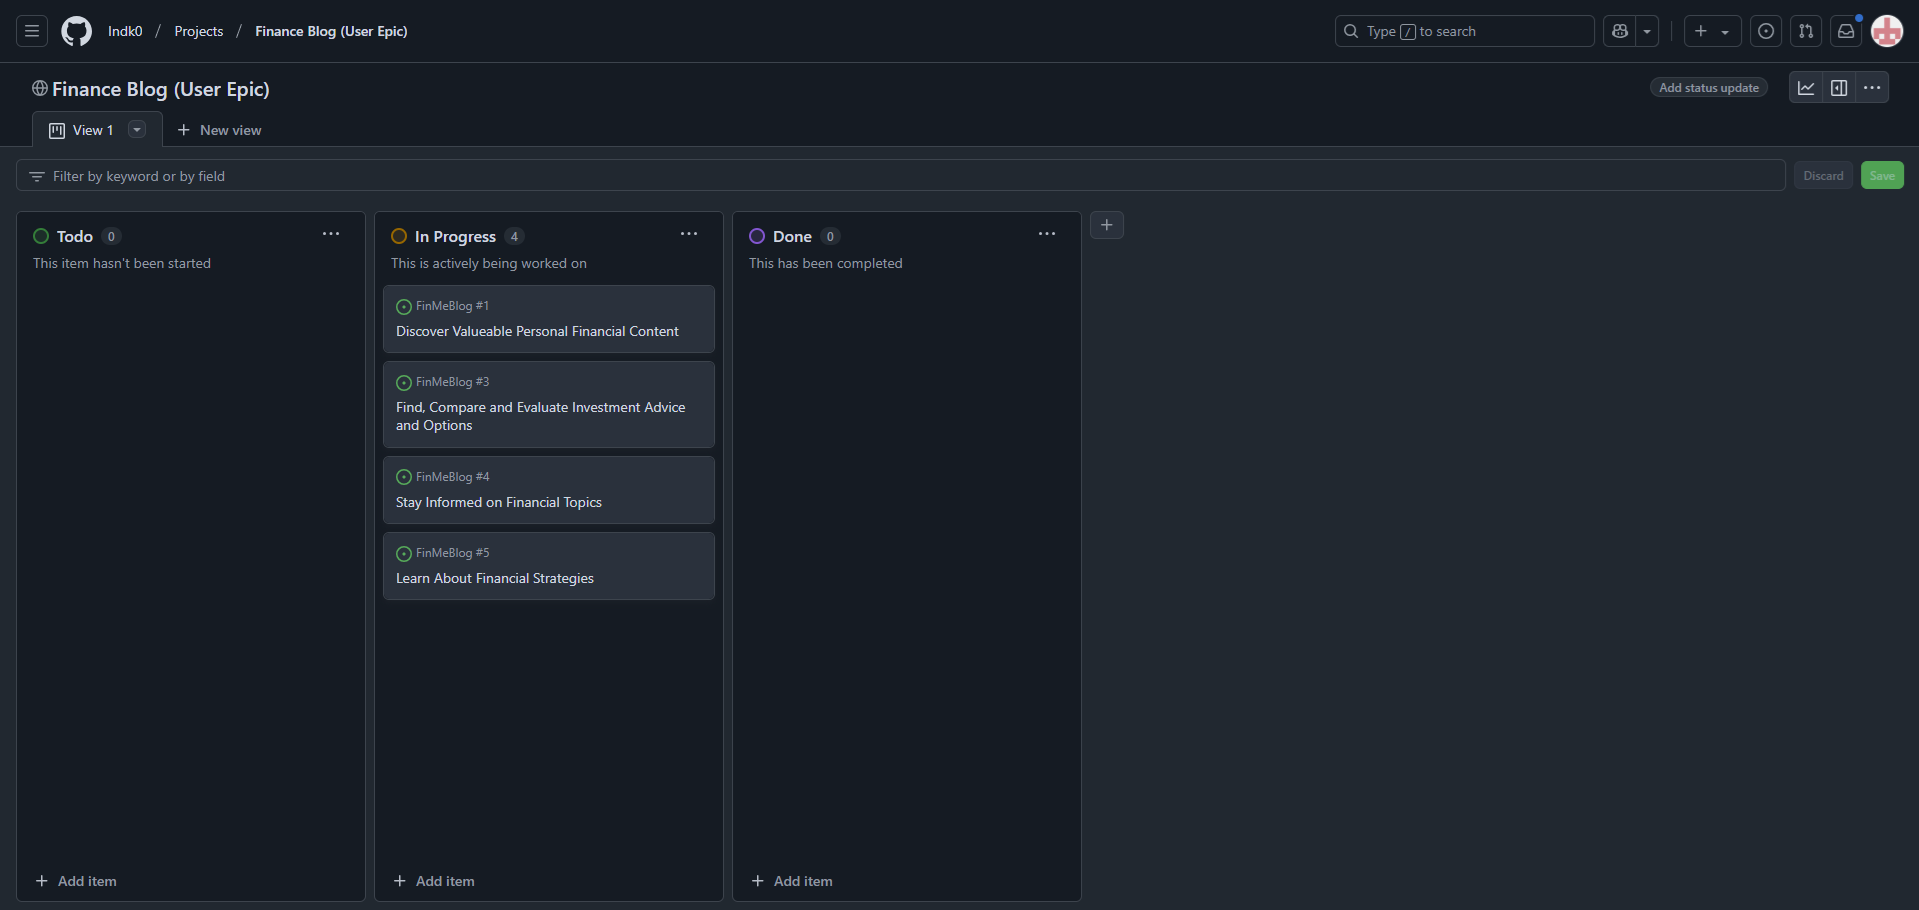 Indk0 / Projects / Finance Blog (User Epic)
Type / to search
Finance Blog (User Epic)
Add status update
View 1
New view
Filter by keyword or by field
Discard
Save
Todo 0
This item hasn't been started
Add item
In Progress 4
This is actively being worked on
FinMeBlog #1
Discover Valueable Personal Financial Content
FinMeBlog #3
Find, Compare and Evaluate Investment Advice
and Options
FinMeBlog #4
Stay Informed on Financial Topics
FinMeBlog #5
Learn About Financial Strategies
Add item
Done 0
This has been completed
Add item